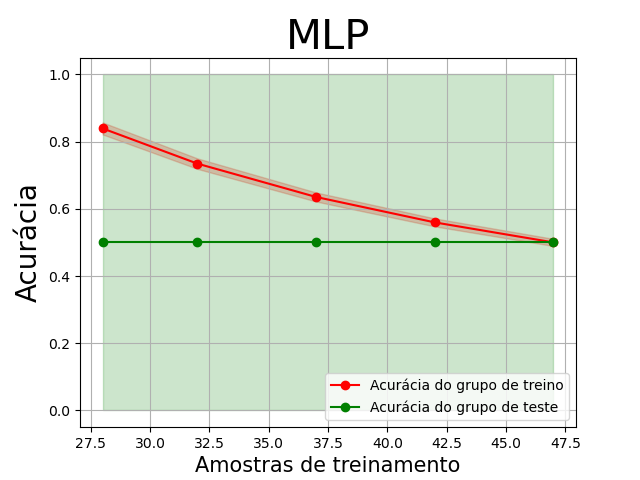 MLP
Acurácia
1.0
0.8
0.6
0.4
0.2
0.0
Acurácia do grupo de treino
Acurácia do grupo de teste
27.5 30.0 32.5 35.0 37.5 40.0 42.5 45.0 47.5
Amostras de treinamento